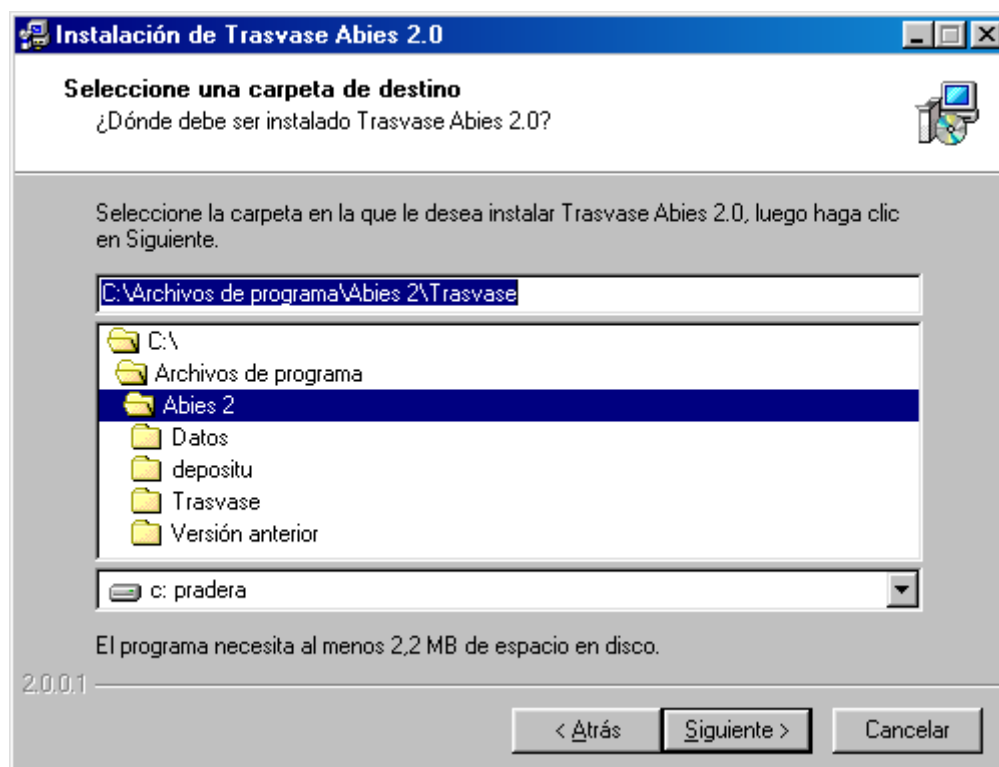 Instalación de Trasvase Abies 2.0
Seleccione una carpeta de destino
¿Dónde debe ser instalado Trasvase Abies 2.0?
Seleccione la carpeta en la que le desea instalar Trasvase Abies 2.0, luego haga clic
en Siguiente.
C:\Archivos de programa\Abies 2\Trasvase
C:\
Archivos de programa
Abies 2
Datos
depositu
Trasvase
Versión anterior
c: pradera
El programa necesita al menos 2,2 MB de espacio en disco.
2.0.0.1
< Atrás Siguiente > Cancelar